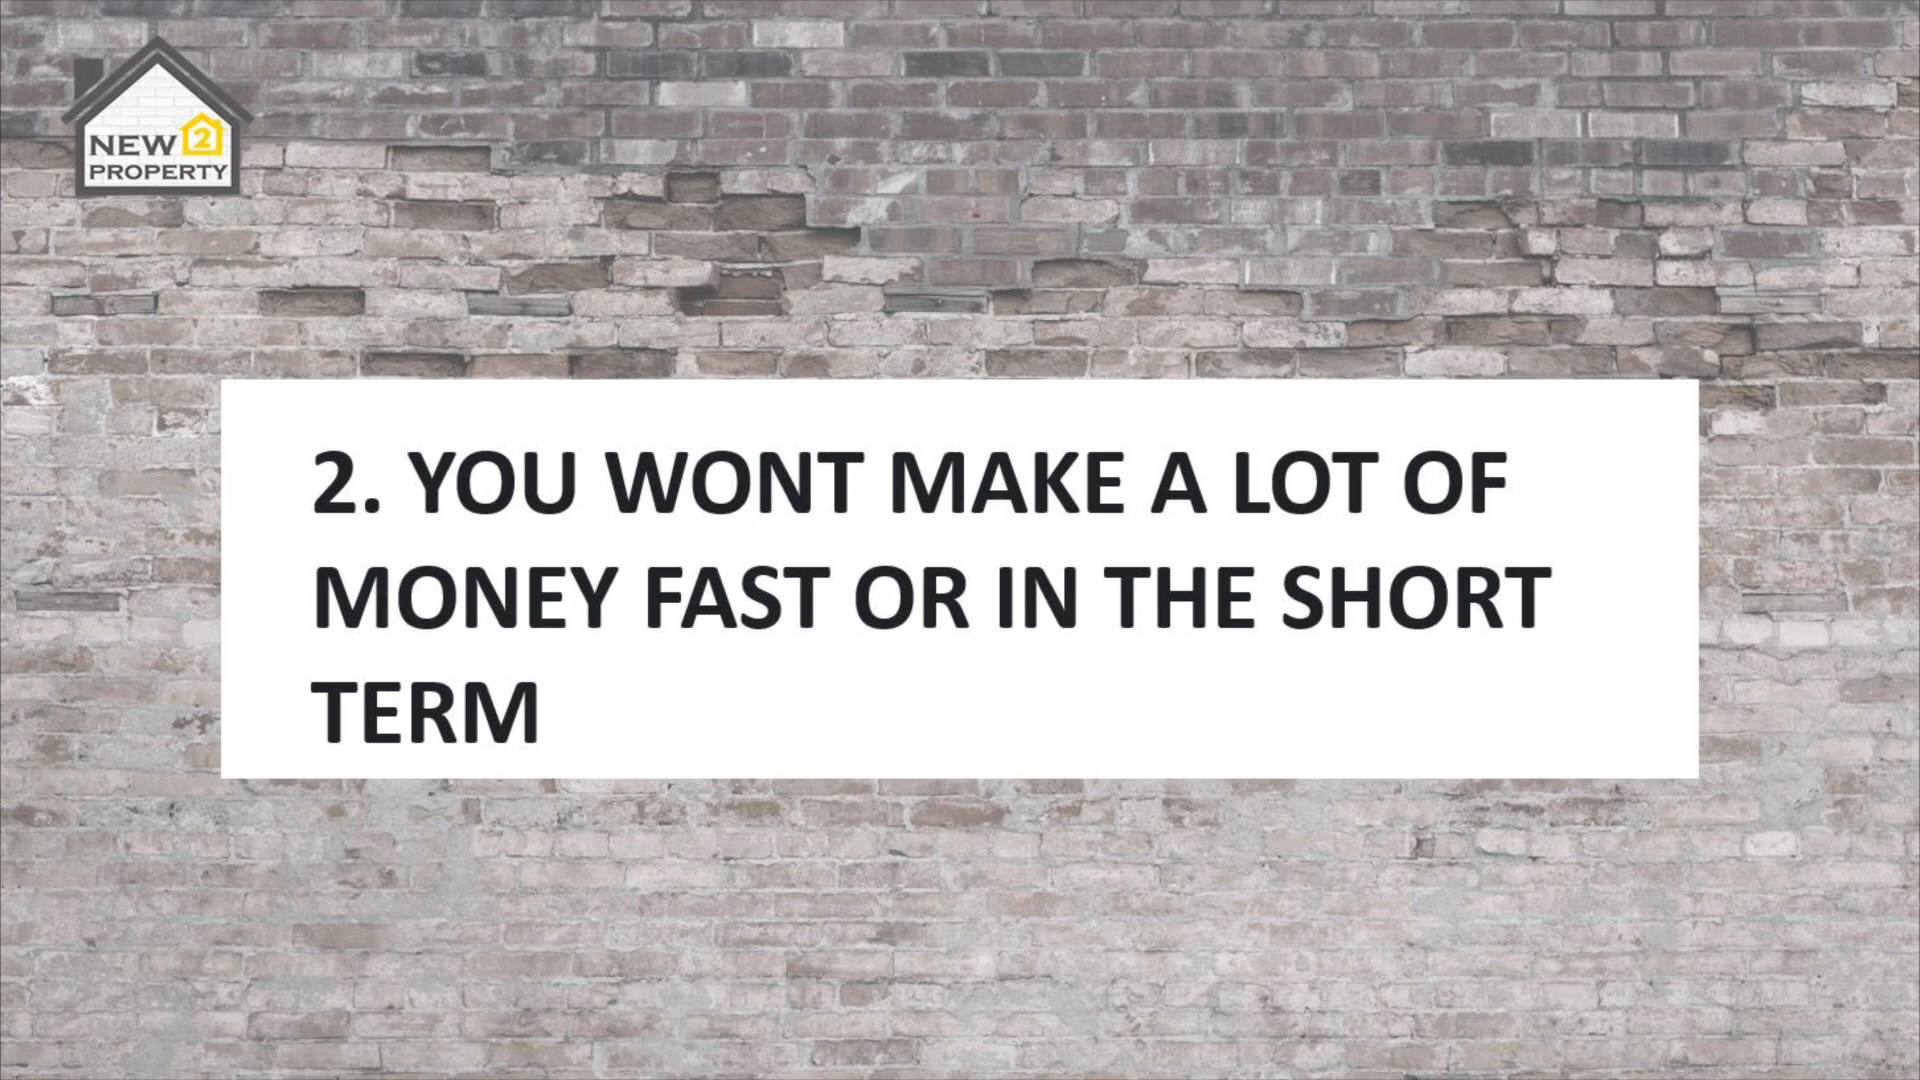 NEW 2
PROPERTY
2. YOU WONT MAKE A LOT OF
MONEY FAST OR IN THE SHORT
TERM